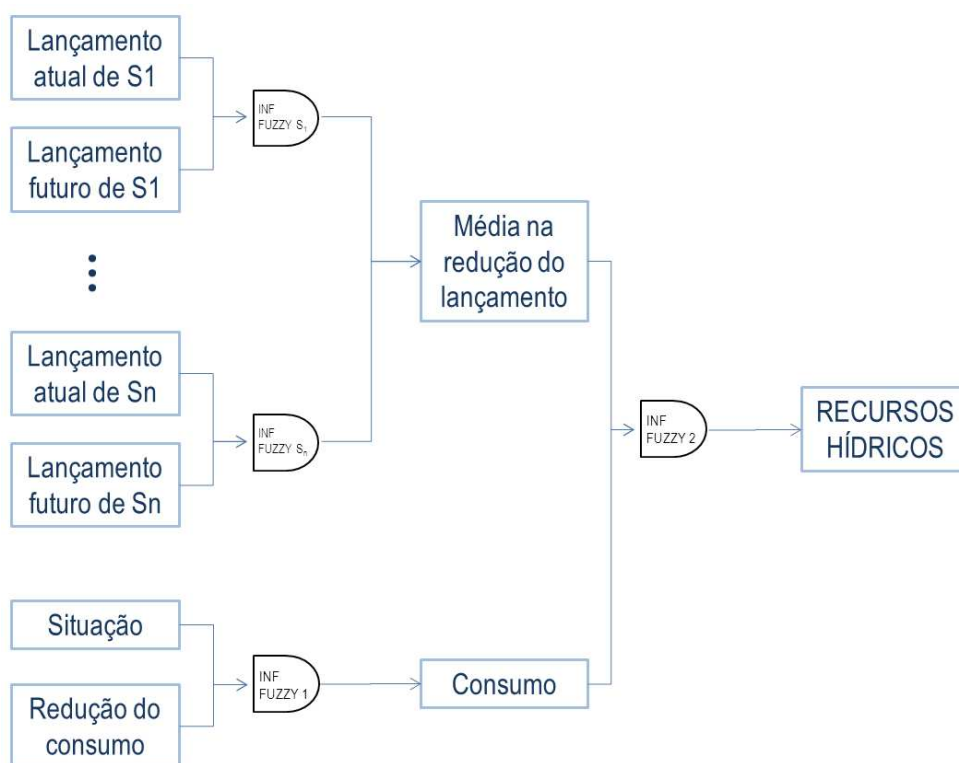 Lançamento
atual de S1
INF
FUZZY S1
Lançamento
futuro de S1
...
Média na
redução do
lançamento
Lançamento
atual de Sn
INF
FUZZY Sn
Lançamento
futuro de Sn
INF
FUZZY 2
RECURSOS
HÍDRICOS
Situação
INF
FUZZY 1
Consumo
Redução do
consumo